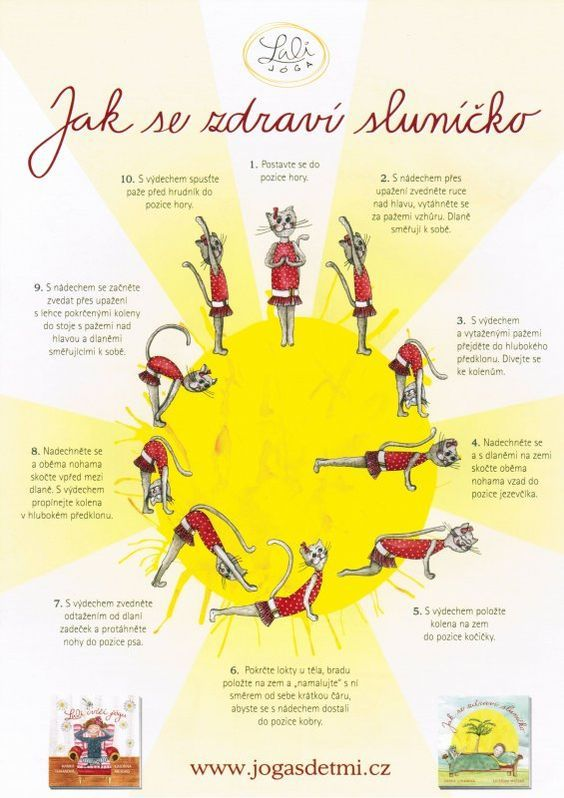 Lali
JÓGA
Jak se zdraví sluníčko
1. Postavte se do
pozice hory.
2. S nádechem přes
upažení zvedněte ruce
nad hlavu, vytáhněte se
za pažemi vzhůru. Dlaně
směřují k sobě.
3. S výdechem
a vytaženými pažemi
přejděte do hlubokého
předklonu. Dívejte se
ke kolenům.
4. Nadechněte se
a s dlaněmi na zemi
skočte oběma
nohama vzad do
pozice jezevčíka.
5. S výdechem položte
kolena na zem
do pozice kočičky.
6. Pokrčte lokty u těla, bradu
položte na zem a „namalujte“ s ní
směrem od sebe krátkou čáru,
abyste se s nádechem dostali
do pozice kobry.
7. S výdechem zvedněte
odtažením od dlaní
zadeček a protáhněte
nohy do pozice psa.
8. Nadechněte se
a oběma nohama
skočte vpřed mezi
dlaně. S výdechem
propínejte kolena
v hlubokém předklonu.
9. S nádechem se začněte
zvedat přes upažení
s lehce pokrčenými koleny
do stoje s pažemi nad
hlavou a dlaněmi
směřujícími k sobě.
10. S výdechem spusťte
paže před hrudník do
pozice hory.
Lali cvičí jógu
Jak se zdraví sluníčko
www.jogasdetmi.cz